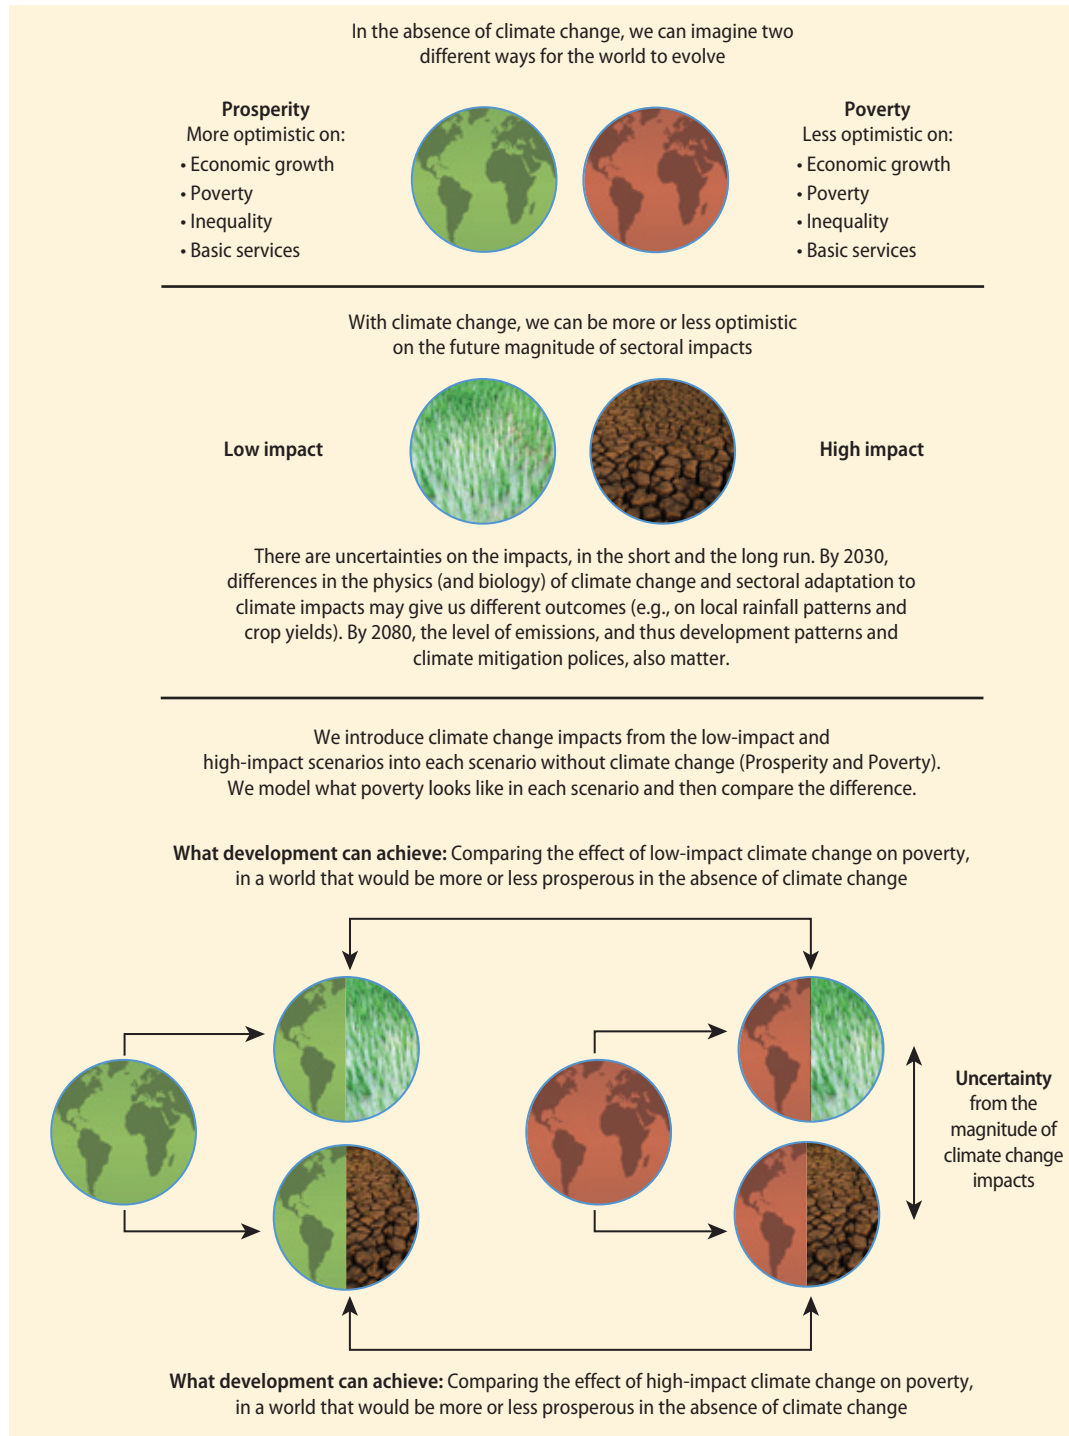 In the absence of climate change, we can imagine two
different ways for the world to evolve
Prosperity
More optimistic on:
• Economic growth
• Poverty
• Inequality
• Basic services
Poverty
Less optimistic on:
• Economic growth
• Poverty
• Inequality
• Basic services
With climate change, we can be more or less optimistic
on the future magnitude of sectoral impacts
Low impact
High impact
There are uncertainties on the impacts, in the short and the long run. By 2030,
differences in the physics (and biology) of climate change and sectoral adaptation to
climate impacts may give us different outcomes (e.g., on local rainfall patterns and
crop yields). By 2080, the level of emissions, and thus development patterns and
climate mitigation polices, also matter.
We introduce climate change impacts from the low-impact and
high-impact scenarios into each scenario without climate change (Prosperity and Poverty).
We model what poverty looks like in each scenario and then compare the difference.
What development can achieve: Comparing the effect of low-impact climate change on poverty,
in a world that would be more or less prosperous in the absence of climate change
Uncertainty
from the
magnitude of
climate change
impacts
What development can achieve: Comparing the effect of high-impact climate change on poverty,
in a world that would be more or less prosperous in the absence of climate change